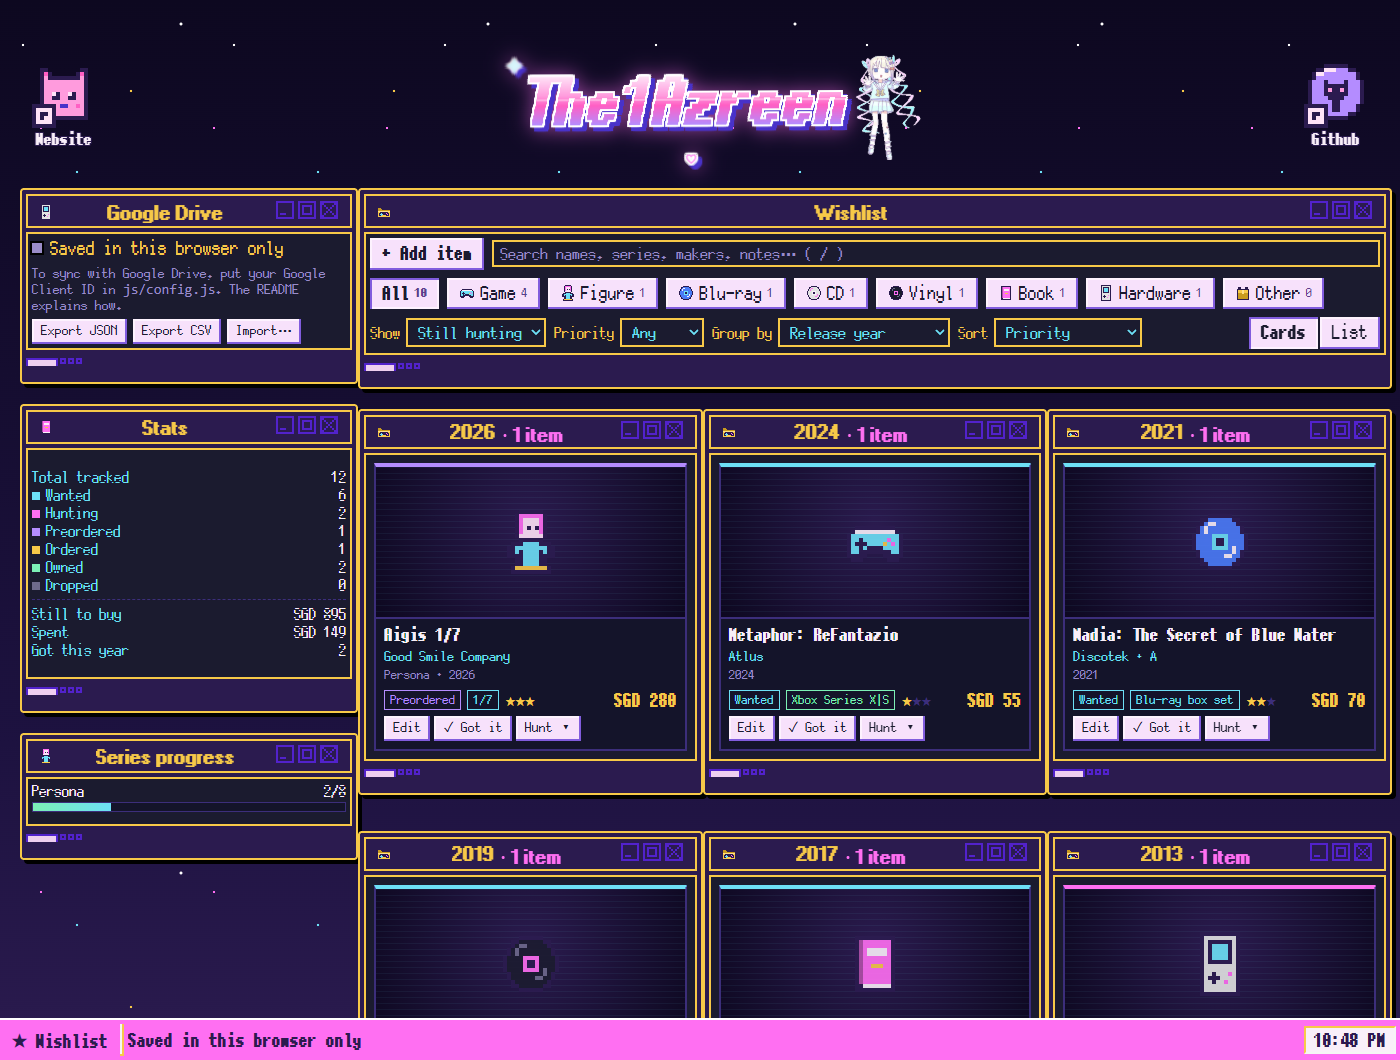 The1Azreen
Website
Github
Google Drive
Saved in this browser only
To sync with Google Drive, put your Google
Client ID in js/config.js. The README
explains how.
Export JSON Export CSV Import…
Wishlist
+ Add item Search names, series, makers, notes… ( / )
All 10 Game 4 Figure 1 Blu-ray 1 CD 1 Vinyl 1 Book 1 Hardware 1 Other 0
Show Still hunting Priority Any Group by Release year Sort Priority Cards List
Stats
Total tracked 12
Wanted 6
Hunting 2
Preordered 1
Ordered 1
Owned 2
Dropped 0
Still to buy SGD 895
Spent SGD 149
Got this year 2
Series progress
Persona 2/8
2026 · 1 item
Aigis 1/7
Good Smile Company
Persona • 2026
Preordered 1/7 ★★★ SGD 280
Edit ✓ Got it Hunt ▾
2024 · 1 item
Metaphor: ReFantazio
Atlus
2024
Wanted Xbox Series X|S ★★★ SGD 55
Edit ✓ Got it Hunt ▾
2021 · 1 item
Nadia: The Secret of Blue Water
Discotek • A
2021
Wanted Blu-ray box set ★★★ SGD 70
Edit ✓ Got it Hunt ▾
2019 · 1 item
2017 · 1 item
2013 · 1 item
★ Wishlist Saved in this browser only 10:48 PM